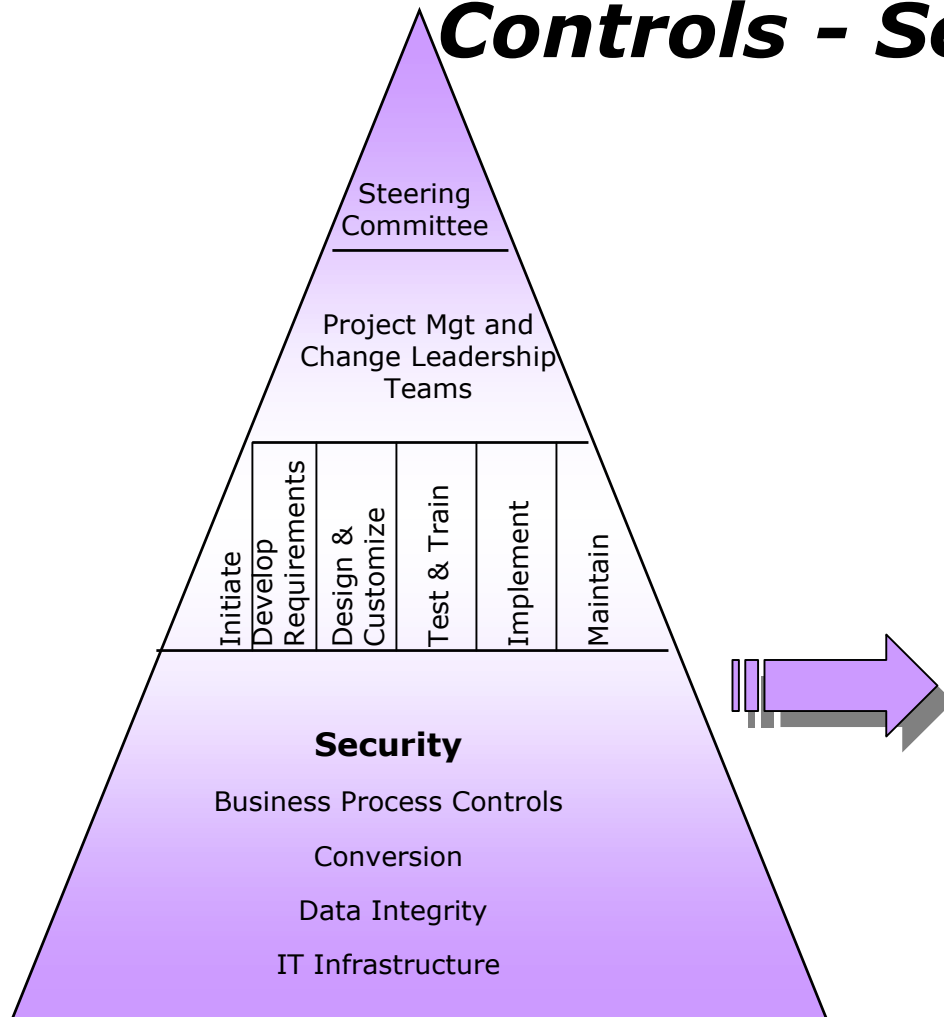 Controls - Se
Steering
Committee
Project Mgt and
Change Leadership
Teams
Initiate
Develop
Requirements
Design &
Customize
Test & Train
Implement
Maintain
Security
Business Process Controls
Conversion
Data Integrity
IT Infrastructure